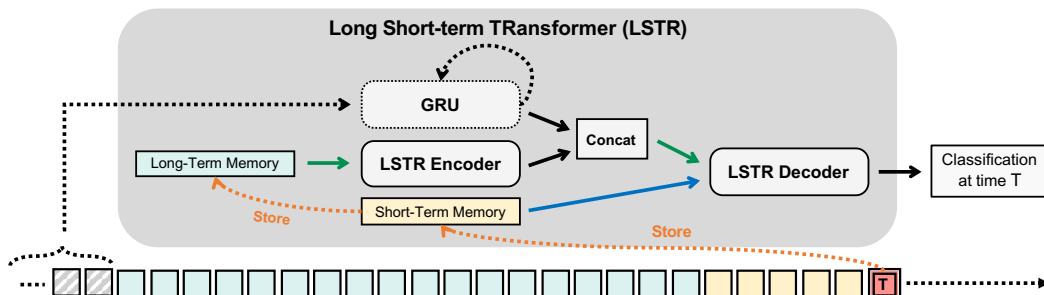 Long Short-term TRansformer (LSTR)
GRU
Concat
LSTR Encoder
Long-Term Memory
LSTR Decoder
Classification
at time T
Short-Term Memory
Store
Store
T